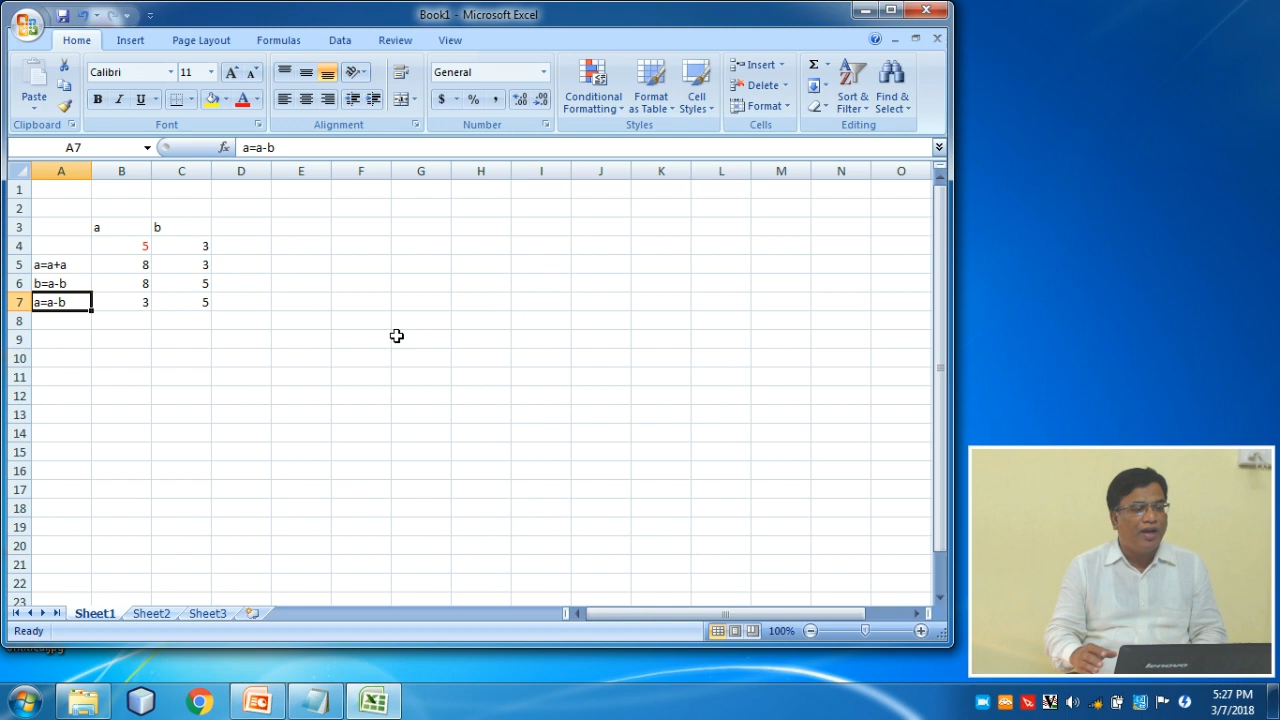 Book1 - Microsoft Excel
Home Insert Page Layout Formulas Data Review View
Paste
Calibri 11
B I U A
General
$ % ,
Conditional Formatting
Format as Table
Cell Styles
Insert
Delete
Format
Σ
Sort & Filter
Find & Select
Clipboard Font Alignment Number Styles Cells Editing
A7 fx a=a-b
A B C D E F G H I J K L M N O
1
2
3 a b
4 5 3
5 a=a+a 8 3
6 b=a-b 8 5
7 a=a-b 3 5
8
9
10
11
12
13
14
15
16
17
18
19
20
21
22
23
Sheet1 Sheet2 Sheet3
Ready 100%
lenovo
5:27 PM
3/7/2018